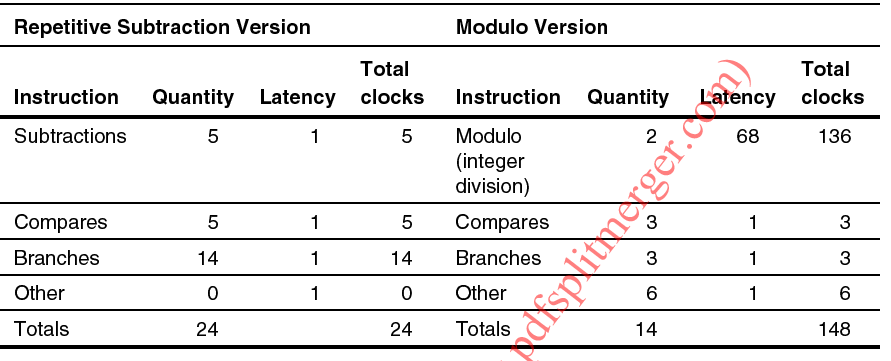 Repetitive Subtraction Version Modulo Version
Total Total
Instruction Quantity Latency clocks Instruction Quantity Latency clocks
Subtractions 5 1 5 Modulo 2 68 136
(integer
division)
Compares 5 1 5 Compares 3 1 3
Branches 14 1 14 Branches 3 1 3
Other 0 1 0 Other 6 1 6
Totals 24 24 Totals 14 148
pdfsplitmerger.com)